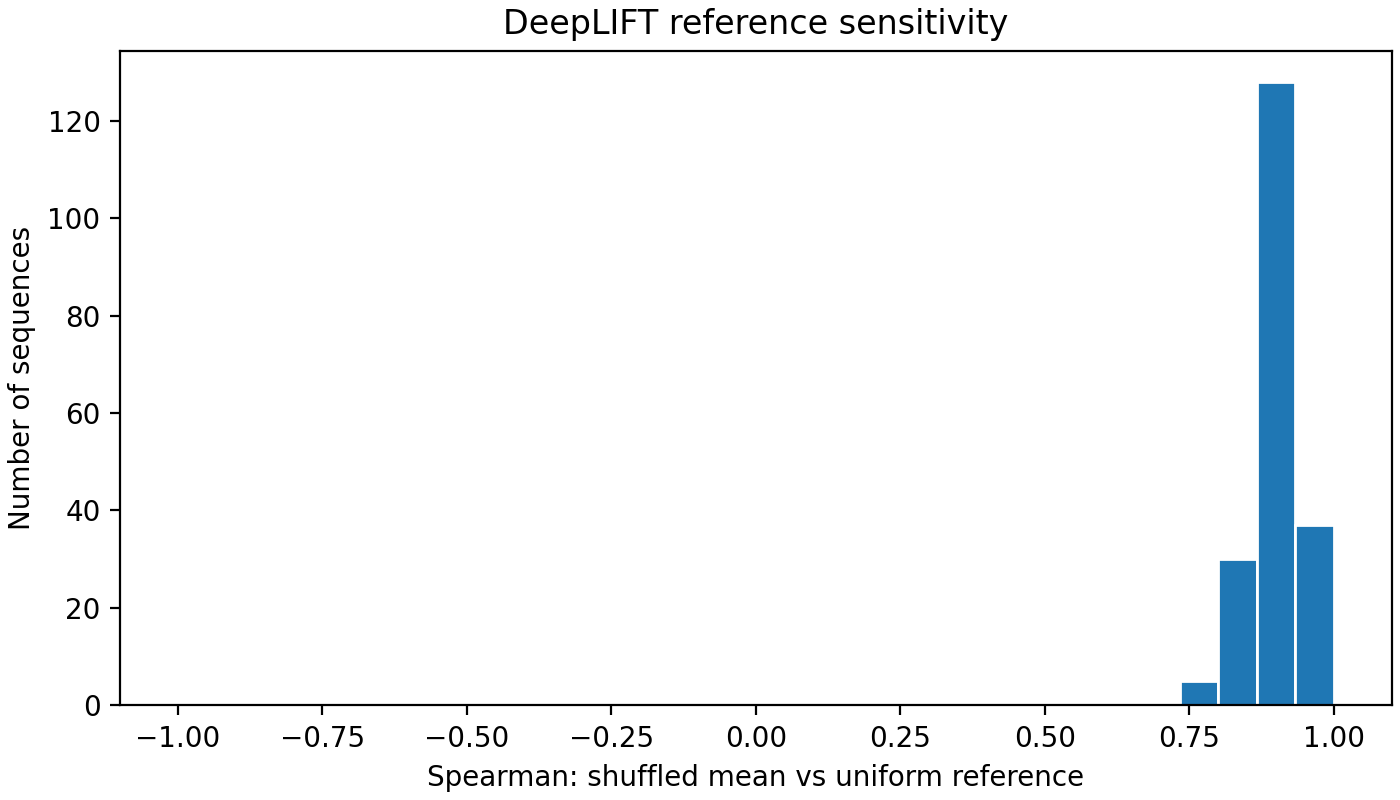 DeepLIFT reference sensitivity
Number of sequences
120
100
80
60
40
20
0
−1.00 −0.75 −0.50 −0.25 0.00 0.25 0.50 0.75 1.00
Spearman: shuffled mean vs uniform reference